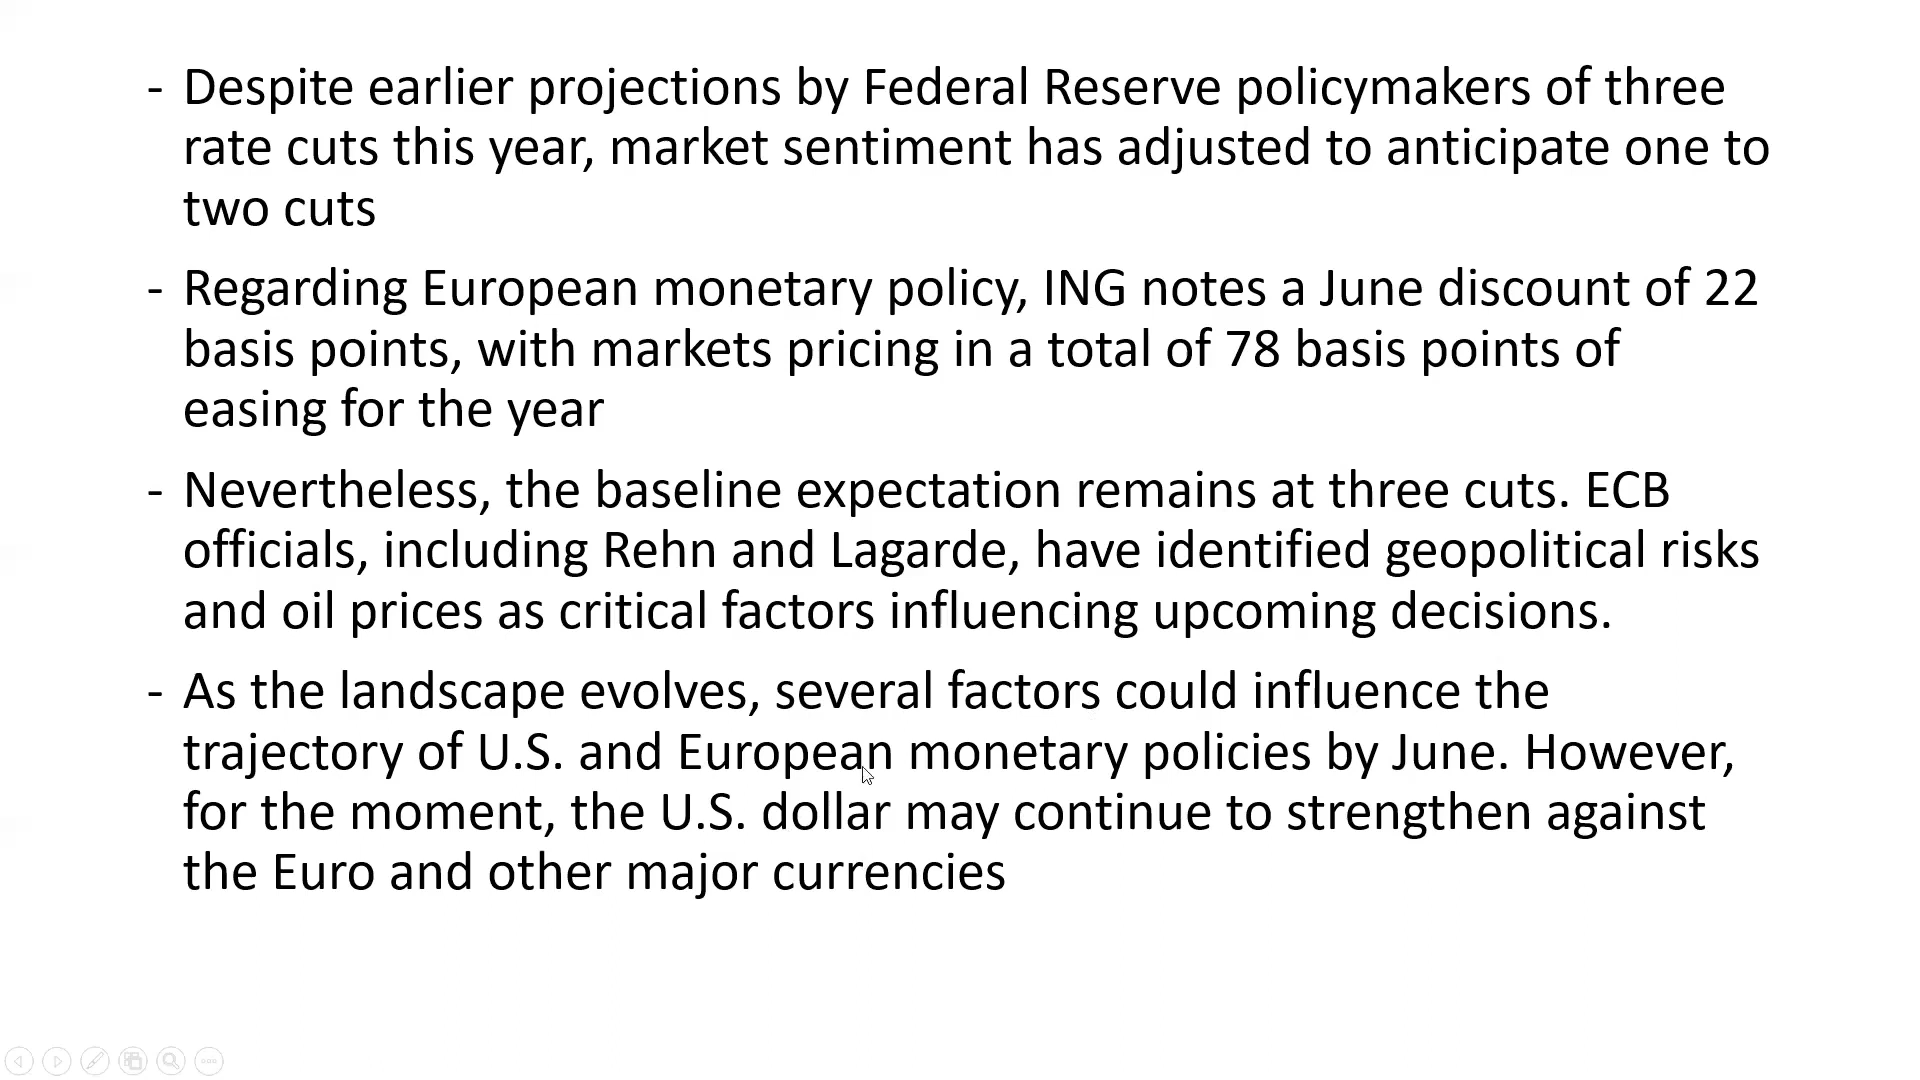 - Despite earlier projections by Federal Reserve policymakers of three
rate cuts this year, market sentiment has adjusted to anticipate one to
two cuts
- Regarding European monetary policy, ING notes a June discount of 22
basis points, with markets pricing in a total of 78 basis points of
easing for the year
- Nevertheless, the baseline expectation remains at three cuts. ECB
officials, including Rehn and Lagarde, have identified geopolitical risks
and oil prices as critical factors influencing upcoming decisions.
- As the landscape evolves, several factors could influence the
trajectory of U.S. and European monetary policies by June. However,
for the moment, the U.S. dollar may continue to strengthen against
the Euro and other major currencies